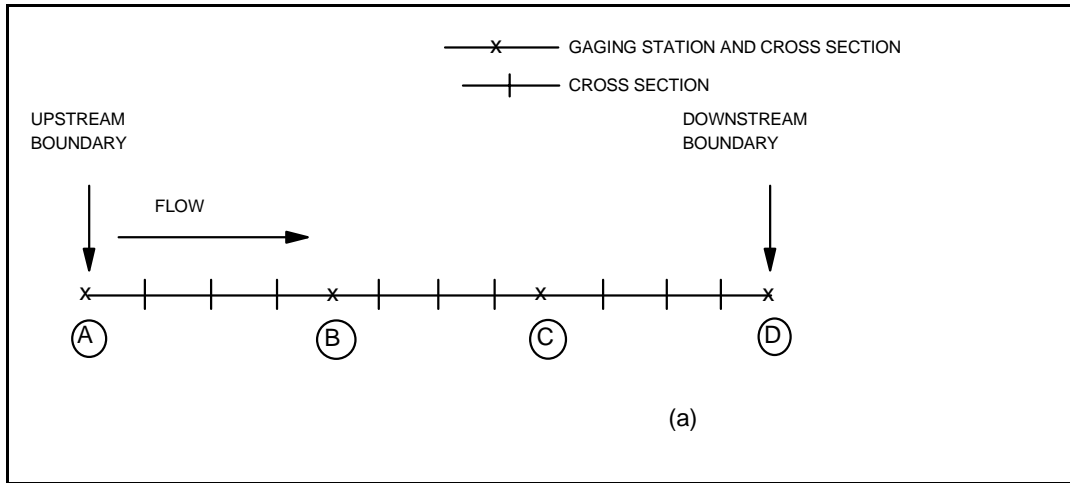 x GAGING STATION AND CROSS SECTION
CROSS SECTION
UPSTREAM
BOUNDARY
DOWNSTREAM
BOUNDARY
FLOW
x x x x
A B C D
(a)